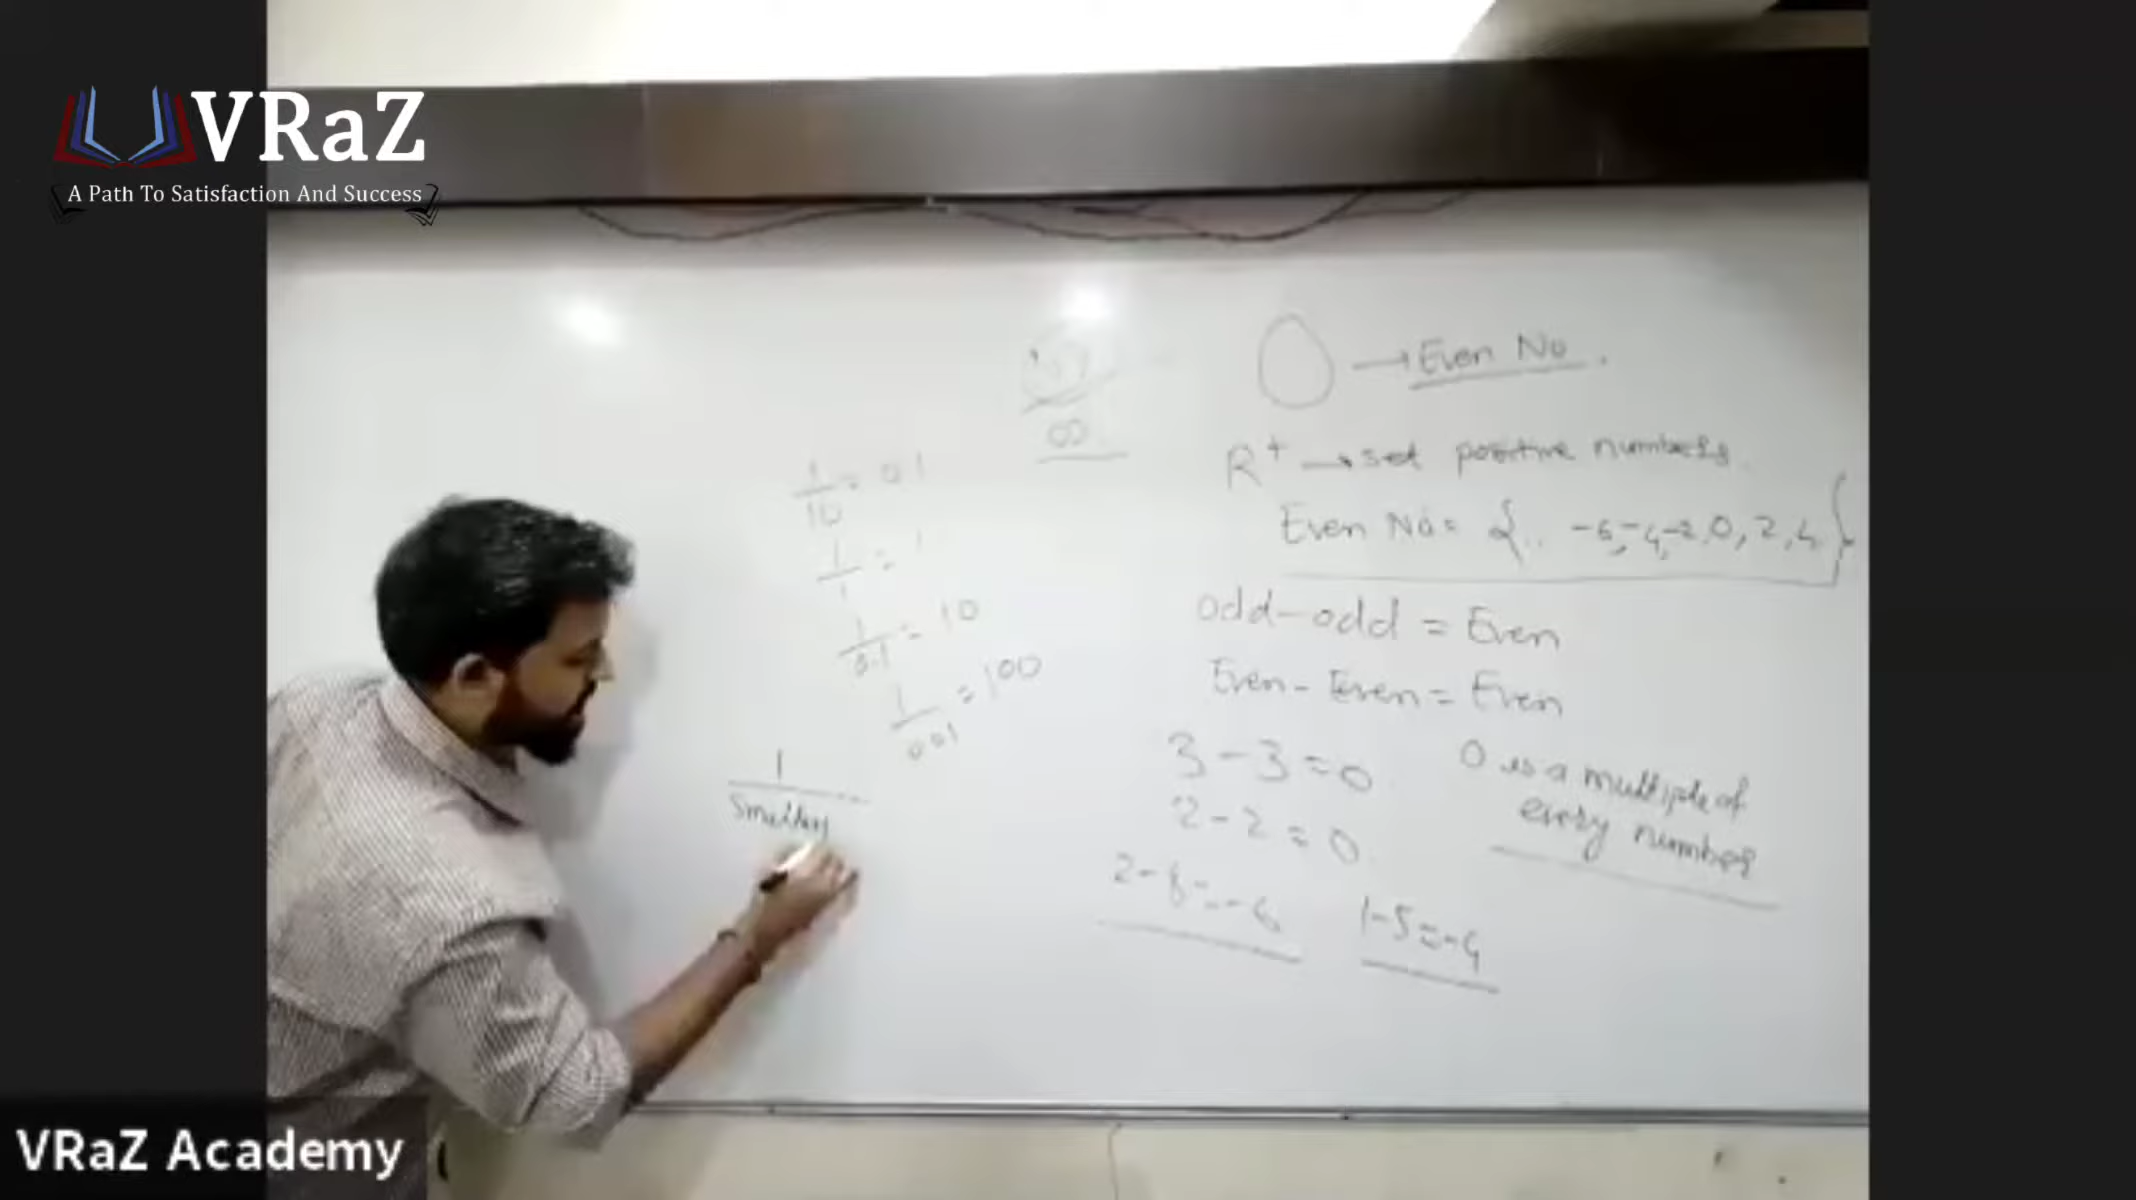 VRaZ
A Path To Satisfaction And Success
0 → Even No.
R⁺ → set positive numbers.
Even No = {.. -6, -4, -2, 0, 2, 4 }
odd - odd = Even
Even - Even = Even
3 - 3 = 0
2 - 2 = 0
0 is a multiple of
every number
2 - 8 = -6
1 - 5 = -4
∞
1/10 = 0.1
1/1 = 1
1/0.1 = 10
1/0.01 = 100
1
VRaZ Academy